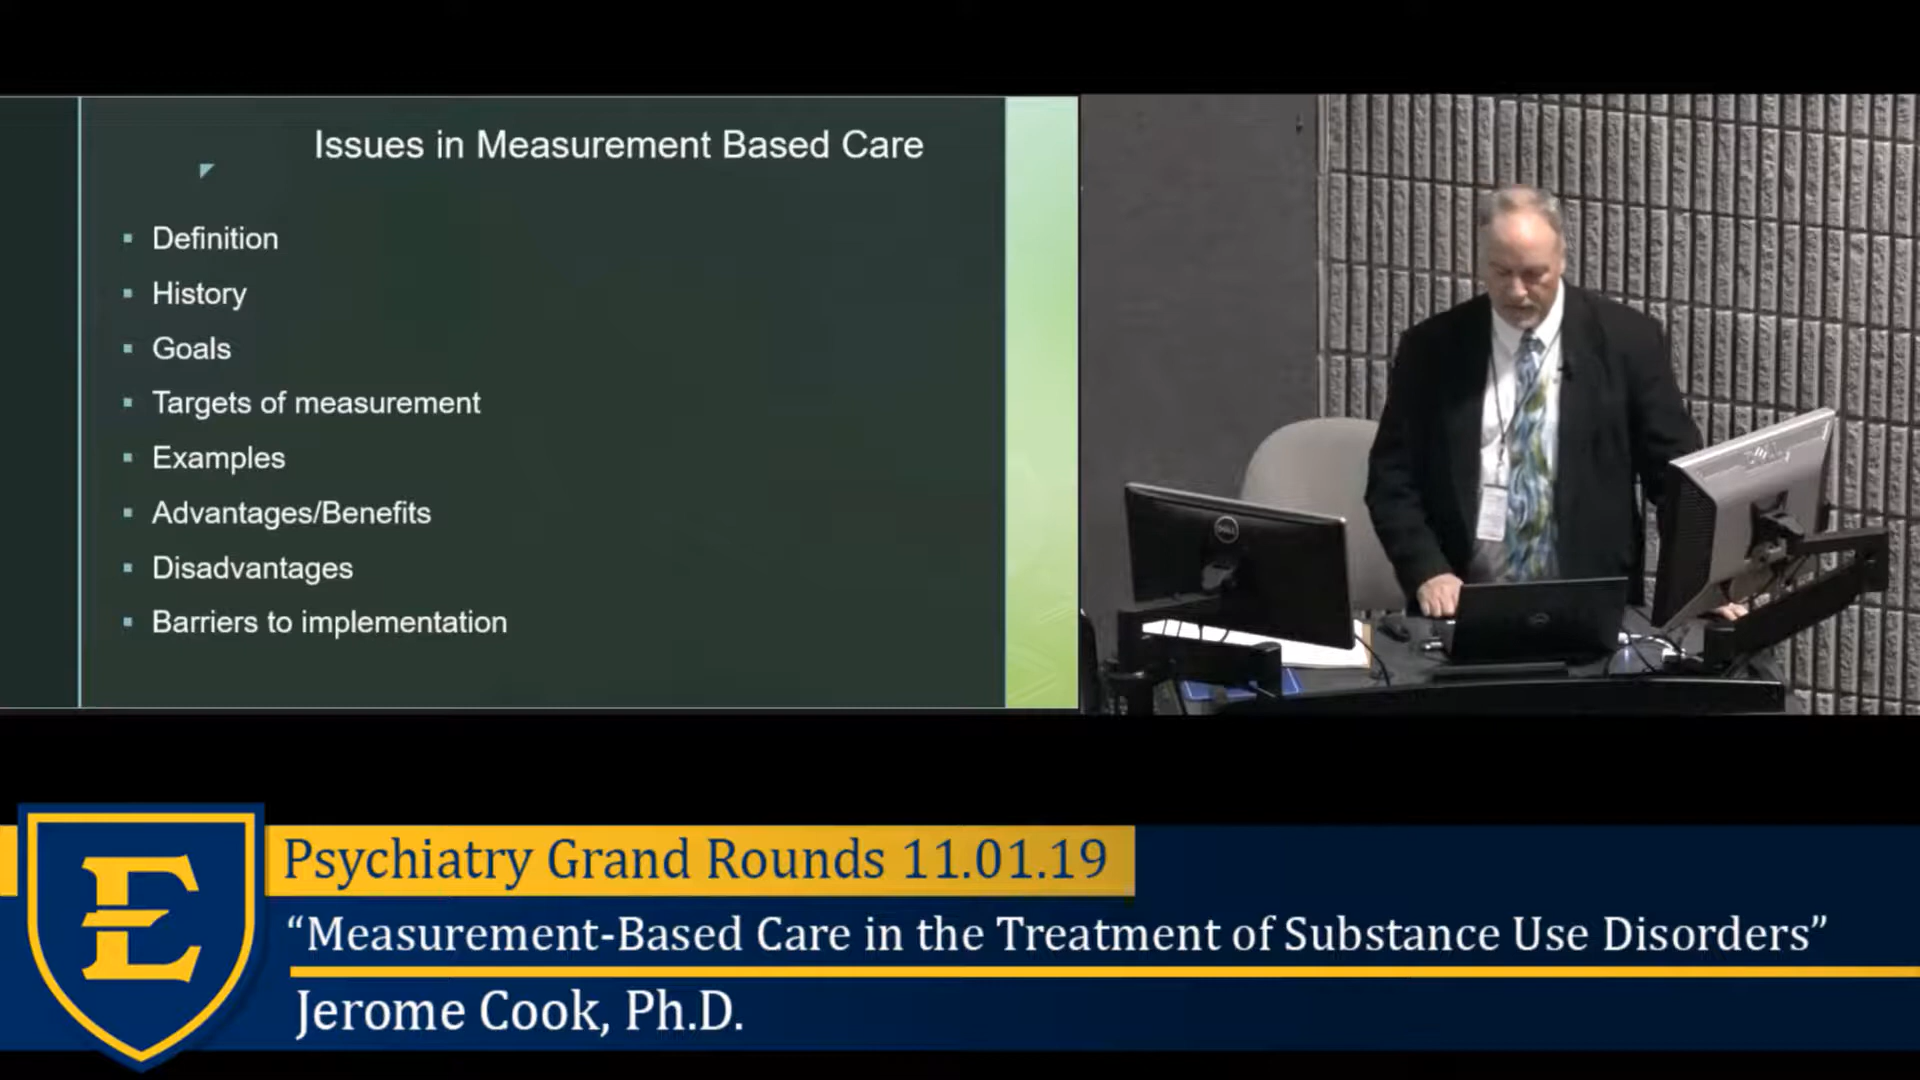 Issues in Measurement Based Care
Definition
History
Goals
Targets of measurement
Examples
Advantages/Benefits
Disadvantages
Barriers to implementation
DELL
E
Psychiatry Grand Rounds 11.01.19
“Measurement-Based Care in the Treatment of Substance Use Disorders”
Jerome Cook, Ph.D.